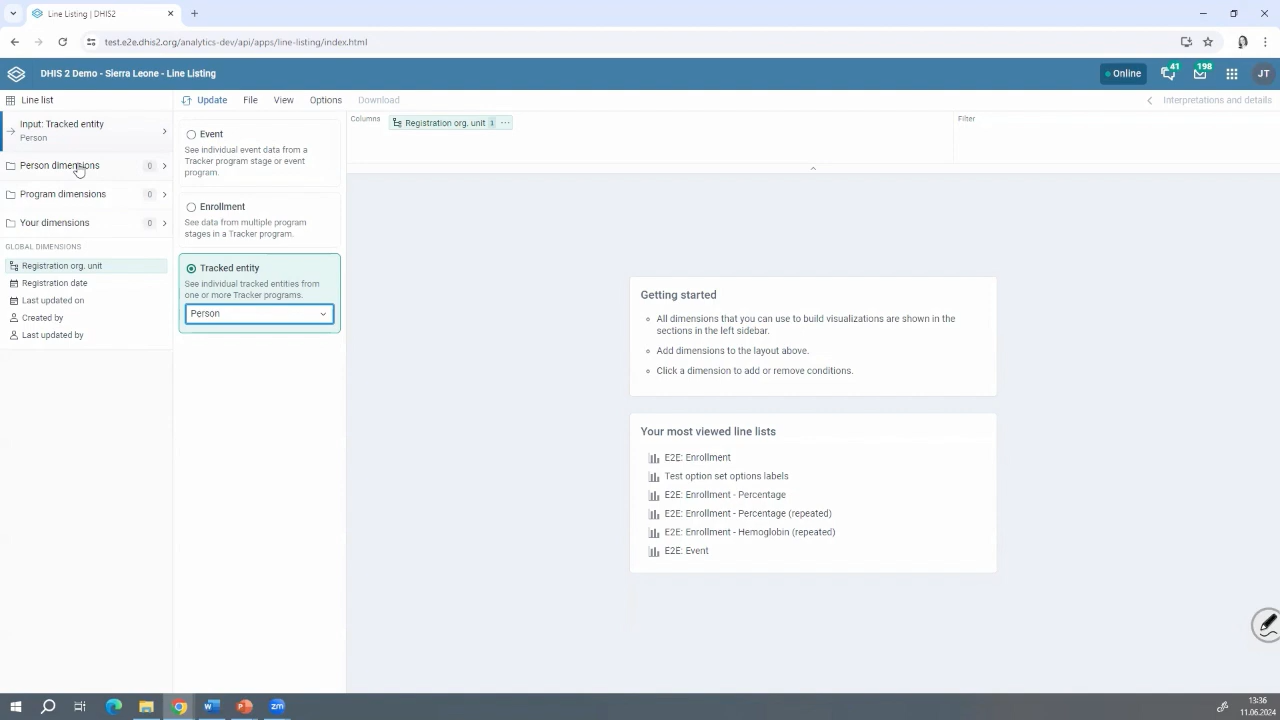 Line Listing | DHIS2
test.e2e.dhis2.org/analytics-dev/api/apps/line-listing/index.html
DHIS 2 Demo - Sierra Leone - Line Listing
Online
41
198
JT
Line list
Update
File
View
Options
Download
Interpretations and details
Input: Tracked entity
Person
Person dimensions
0
Program dimensions
0
Your dimensions
0
GLOBAL DIMENSIONS
Registration org. unit
Registration date
Last updated on
Created by
Last updated by
Event
See individual event data from a
Tracker program stage or event
program.
Enrollment
See data from multiple program
stages in a Tracker program.
Tracked entity
See individual tracked entities from
one or more Tracker programs.
Person
Columns
Registration org. unit 1
Filter
Getting started
All dimensions that you can use to build visualizations are shown in the
sections in the left sidebar.
Add dimensions to the layout above.
Click a dimension to add or remove conditions.
Your most viewed line lists
E2E: Enrollment
Test option set options labels
E2E: Enrollment - Percentage
E2E: Enrollment - Percentage (repeated)
E2E: Enrollment - Hemoglobin (repeated)
E2E: Event
13:36
11.06.2024